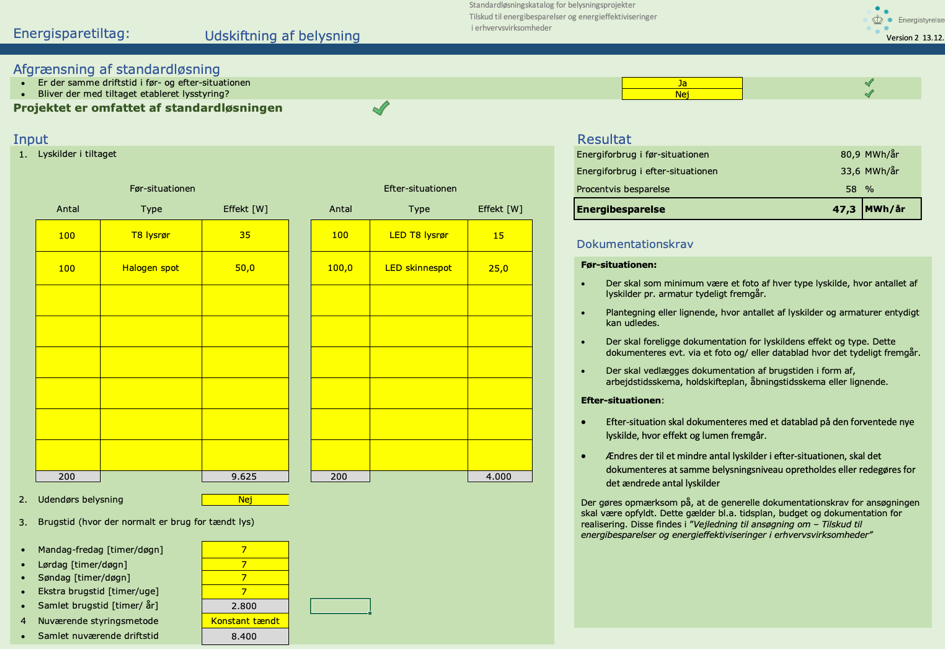 Standardløsningskatalog for belysningsprojekter
Tilskud til energibesparelser og energieffektiviseringer
i erhvervsvirksomheder
Energistyrelsen
Energisparetiltag: Udskiftning af belysning
Version 2 13.12.
Afgrænsning af standardløsning
• Er der samme driftstid i før- og efter-situationen Ja
• Bliver der med tiltaget etableret lysstyring? Nej
Projektet er omfattet af standardløsningen
Input
1. Lyskilder i tiltaget
Før-situationen Efter-situationen
Antal Type Effekt [W] Antal Type Effekt [W]
100 T8 lysrør 35 100 LED T8 lysrør 15
100 Halogen spot 50,0 100,0 LED skinnespot 25,0
200 9.625 200 4.000
2. Udendørs belysning Nej
3. Brugstid (hvor der normalt er brug for tændt lys)
• Mandag-fredag [timer/døgn] 7
• Lørdag [timer/døgn] 7
• Søndag [timer/døgn] 7
• Ekstra brugstid [timer/uge] 7
• Samlet brugstid [timer/ år] 2.800
4 Nuværende styringsmetode Konstant tændt
• Samlet nuværende driftstid 8.400
Resultat
Energiforbrug i før-situationen 80,9 MWh/år
Energiforbrug i efter-situationen 33,6 MWh/år
Procentvis besparelse 58 %
Energibesparelse 47,3 MWh/år
Dokumentationskrav
Før-situationen:
• Der skal som minimum være et foto af hver type lyskilde, hvor antallet af
lyskilder pr. armatur tydeligt fremgår.
• Plantegning eller lignende, hvor antallet af lyskilder og armaturer entydigt
kan udledes.
• Der skal foreligge dokumentation for lyskildens effekt og type. Dette
dokumenteres evt. via et foto og/ eller datablad hvor det tydeligt fremgår.
• Der skal vedlægges dokumentation af brugstiden i form af,
arbejdstidsskema, holdskifteplan, åbningstidsskema eller lignende.
Efter-situationen:
• Efter-situation skal dokumenteres med et datablad på den forventede nye
lyskilde, hvor effekt og lumen fremgår.
• Ændres der til et mindre antal lyskilder i efter-situationen, skal det
dokumenteres at samme belysningsniveau opretholdes eller redegøres for
det ændrede antal lyskilder
Der gøres opmærksom på, at de generelle dokumentationskrav for ansøgningen
skal være opfyldt. Dette gælder bl.a. tidsplan, budget og dokumentation for
realisering. Disse findes i "Vejledning til ansøgning om – Tilskud til
energibesparelser og energieffektiviseringer i erhvervsvirksomheder"